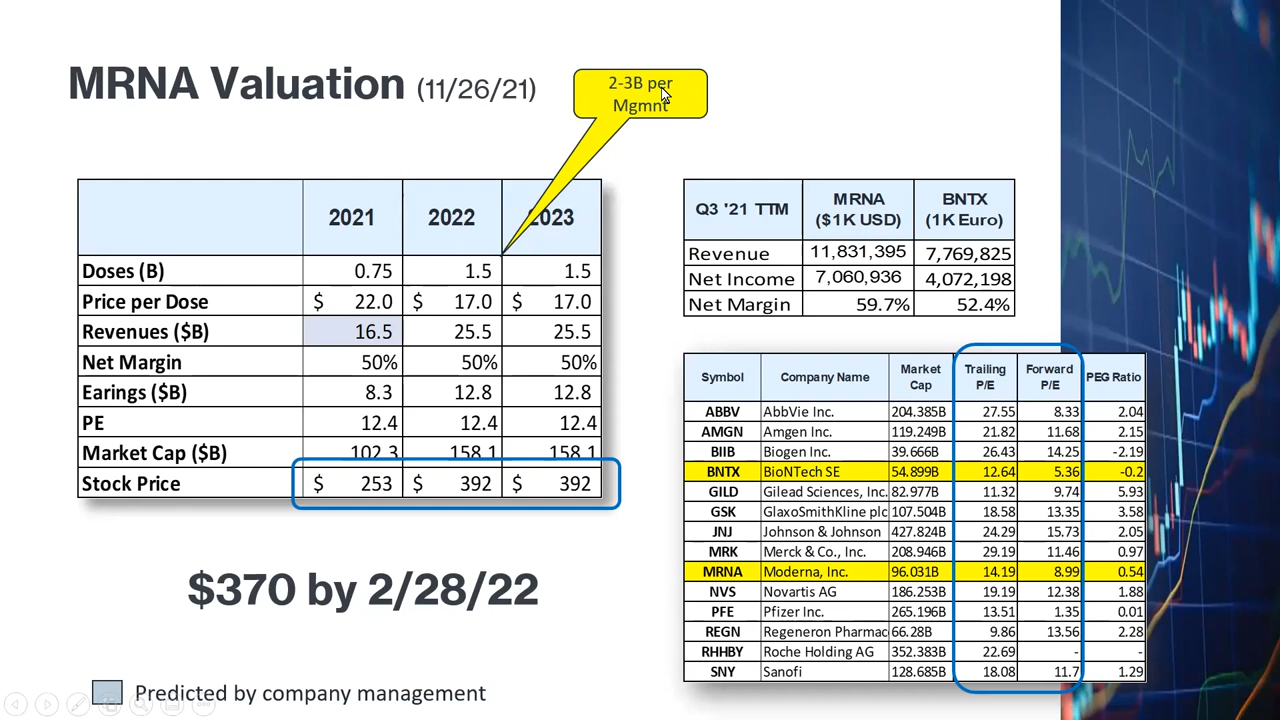 MRNA Valuation (11/26/21)
2-3B per
Mgmnt
2021 2022 2023
Doses (B) 0.75 1.5 1.5
Price per Dose $ 22.0 $ 17.0 $ 17.0
Revenues ($B) 16.5 25.5 25.5
Net Margin 50% 50% 50%
Earings ($B) 8.3 12.8 12.8
PE 12.4 12.4 12.4
Market Cap ($B) 102.3 158.1 158.1
Stock Price $ 253 $ 392 $ 392
$370 by 2/28/22
Predicted by company management
Q3 '21 TTM MRNA ($1K USD) BNTX (1K Euro)
Revenue 11,831,395 7,769,825
Net Income 7,060,936 4,072,198
Net Margin 59.7% 52.4%
Symbol Company Name Market Cap Trailing P/E Forward P/E PEG Ratio
ABBV AbbVie Inc. 204.385B 27.55 8.33 2.04
AMGN Amgen Inc. 119.249B 21.82 11.68 2.15
BIIB Biogen Inc. 39.666B 26.43 14.25 -2.19
BNTX BioNTech SE 54.899B 12.64 5.36 -0.2
GILD Gilead Sciences, Inc. 82.977B 11.32 9.74 5.93
GSK GlaxoSmithKline plc 107.504B 18.58 13.35 3.58
JNJ Johnson & Johnson 427.824B 24.29 15.73 2.05
MRK Merck & Co., Inc. 208.946B 29.19 11.46 0.97
MRNA Moderna, Inc. 96.031B 14.19 8.99 0.54
NVS Novartis AG 186.253B 19.19 12.38 1.88
PFE Pfizer Inc. 265.196B 13.51 1.35 0.01
REGN Regeneron Pharmac 66.28B 9.86 13.56 2.28
RHHBY Roche Holding AG 352.383B 22.69 - -
SNY Sanofi 128.685B 18.08 11.7 1.29